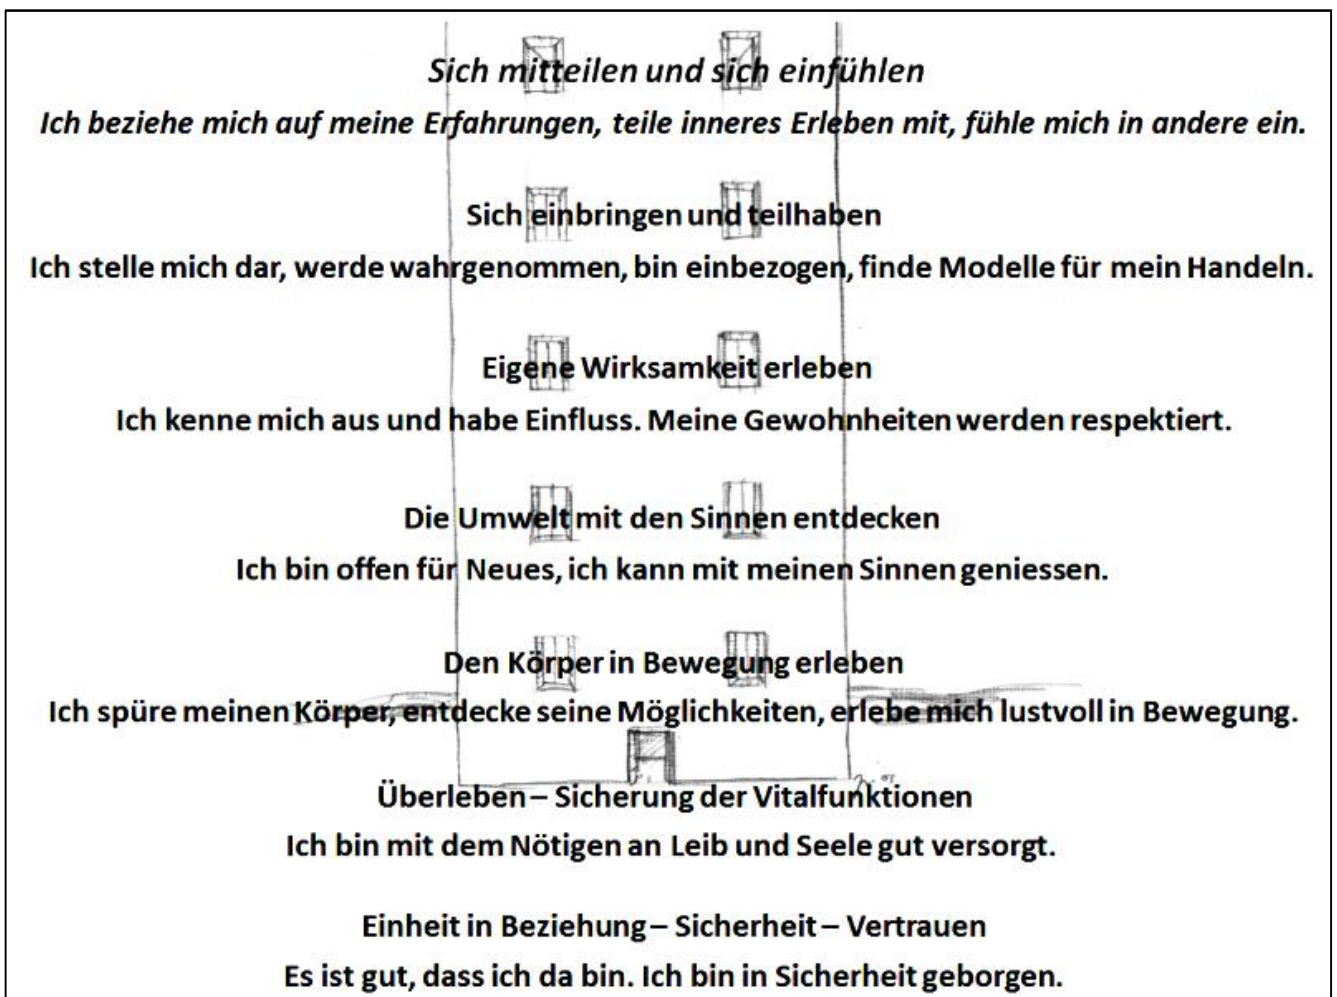 Sich mitteilen und sich einfühlen
Ich beziehe mich auf meine Erfahrungen, teile inneres Erleben mit, fühle mich in andere ein.
Sich einbringen und teilhaben
Ich stelle mich dar, werde wahrgenommen, bin einbezogen, finde Modelle für mein Handeln.
Eigene Wirksamkeit erleben
Ich kenne mich aus und habe Einfluss. Meine Gewohnheiten werden respektiert.
Die Umwelt mit den Sinnen entdecken
Ich bin offen für Neues, ich kann mit meinen Sinnen geniessen.
Den Körper in Bewegung erleben
Ich spüre meinen Körper, entdecke seine Möglichkeiten, erlebe mich lustvoll in Bewegung.
Überleben – Sicherung der Vitalfunktionen
Ich bin mit dem Nötigen an Leib und Seele gut versorgt.
Einheit in Beziehung – Sicherheit – Vertrauen
Es ist gut, dass ich da bin. Ich bin in Sicherheit geborgen.